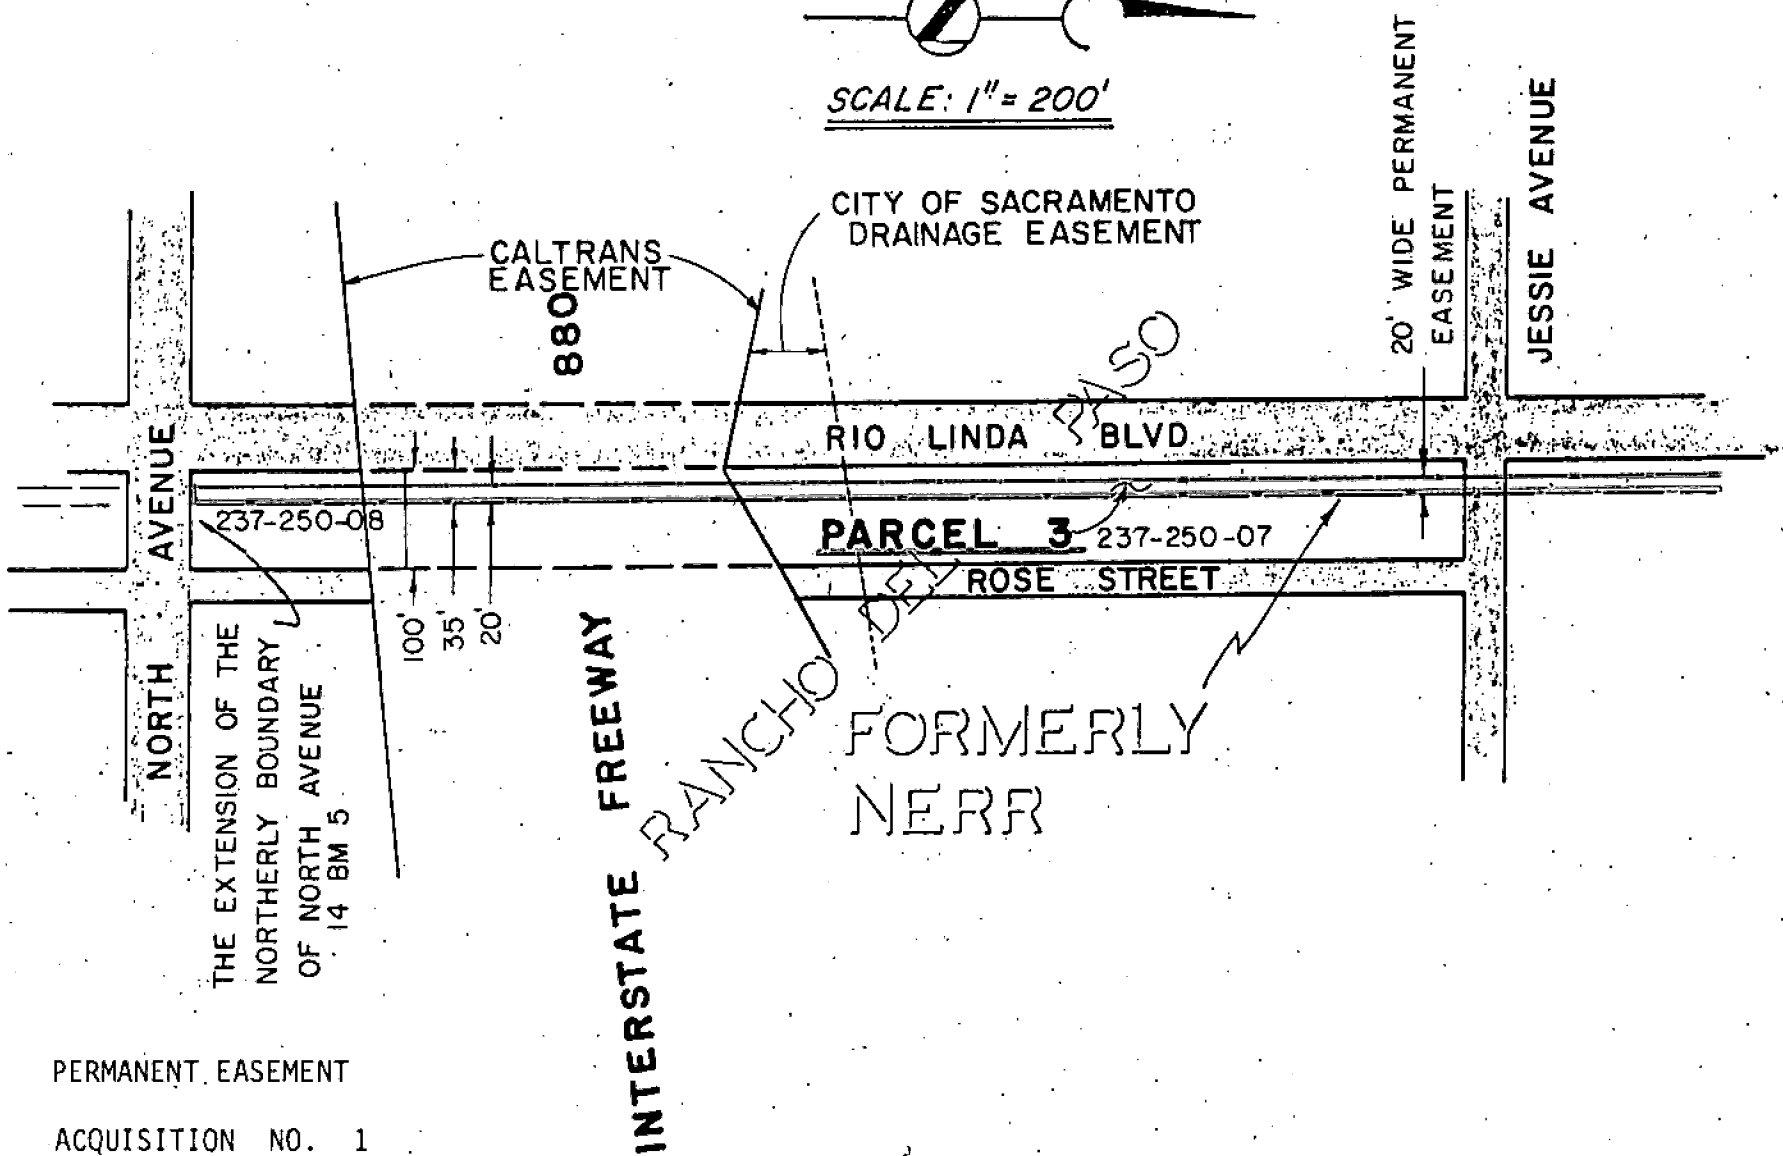 SCALE: 1" = 200'
CITY OF SACRAMENTO
DRAINAGE EASEMENT
CALTRANS
EASEMENT
880
20' WIDE PERMANENT
EASEMENT
JESSIE AVENUE
RIO LINDA BLVD
NORTH AVENUE
237-250-08
PARCEL 3
237-250-07
ROSE STREET
100'
35'
20'
RANCHO DEL PASO
THE EXTENSION OF THE
NORTHERLY BOUNDARY
OF NORTH AVENUE
14 BM 5
INTERSTATE FREEWAY
FORMERLY
NERR
PERMANENT EASEMENT
ACQUISITION NO. 1